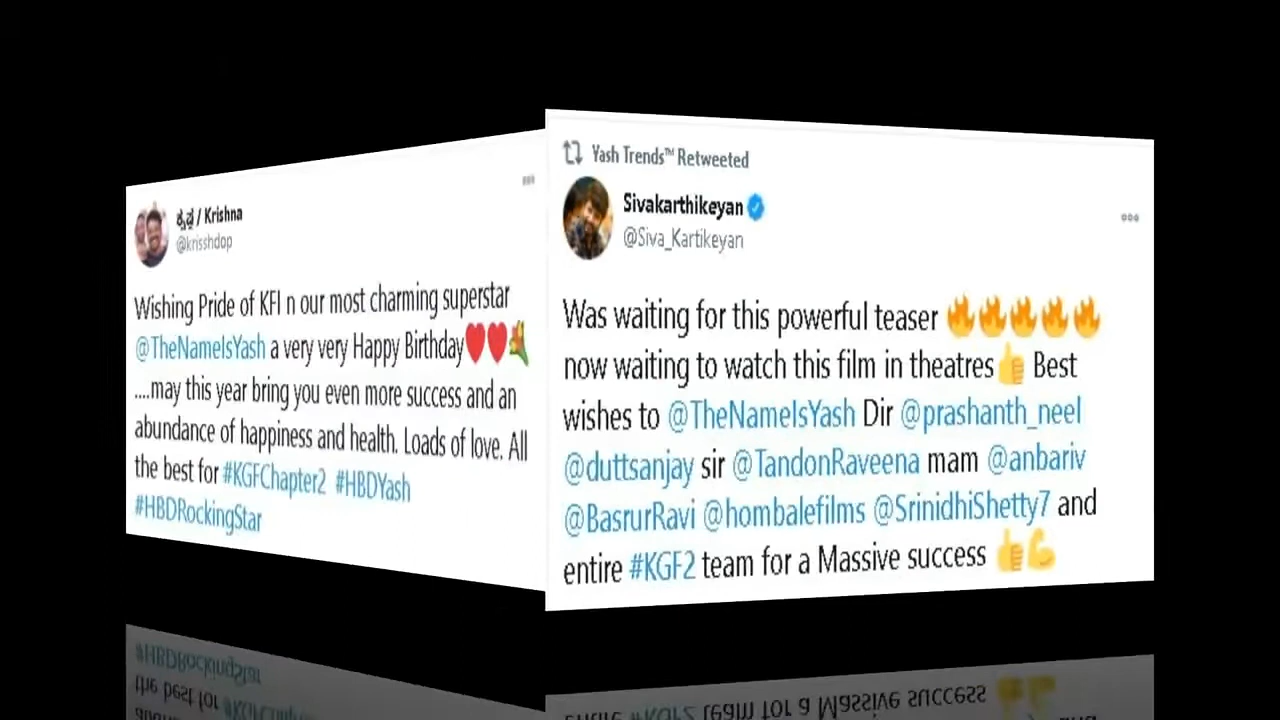 ಕೃಷ್ಣ / Krishna
@krisshdop
Wishing Pride of KFI n our most charming superstar
@TheNameIsYash a very very Happy Birthday❤️❤️💐
....may this year bring you even more success and an
abundance of happiness and health. Loads of love. All
the best for #KGFChapter2 #HBDYash
#HBDRockingStar
Yash Trends™ Retweeted
Sivakarthikeyan
@Siva_Kartikeyan
Was waiting for this powerful teaser 🔥🔥🔥🔥🔥
now waiting to watch this film in theatres👍 Best
wishes to @TheNameIsYash Dir @prashanth_neel
@duttsanjay sir @TandonRaveena mam @anbariv
@BasrurRavi @hombalefilms @SrinidhiShetty7 and
entire #KGF2 team for a Massive success 👍💪